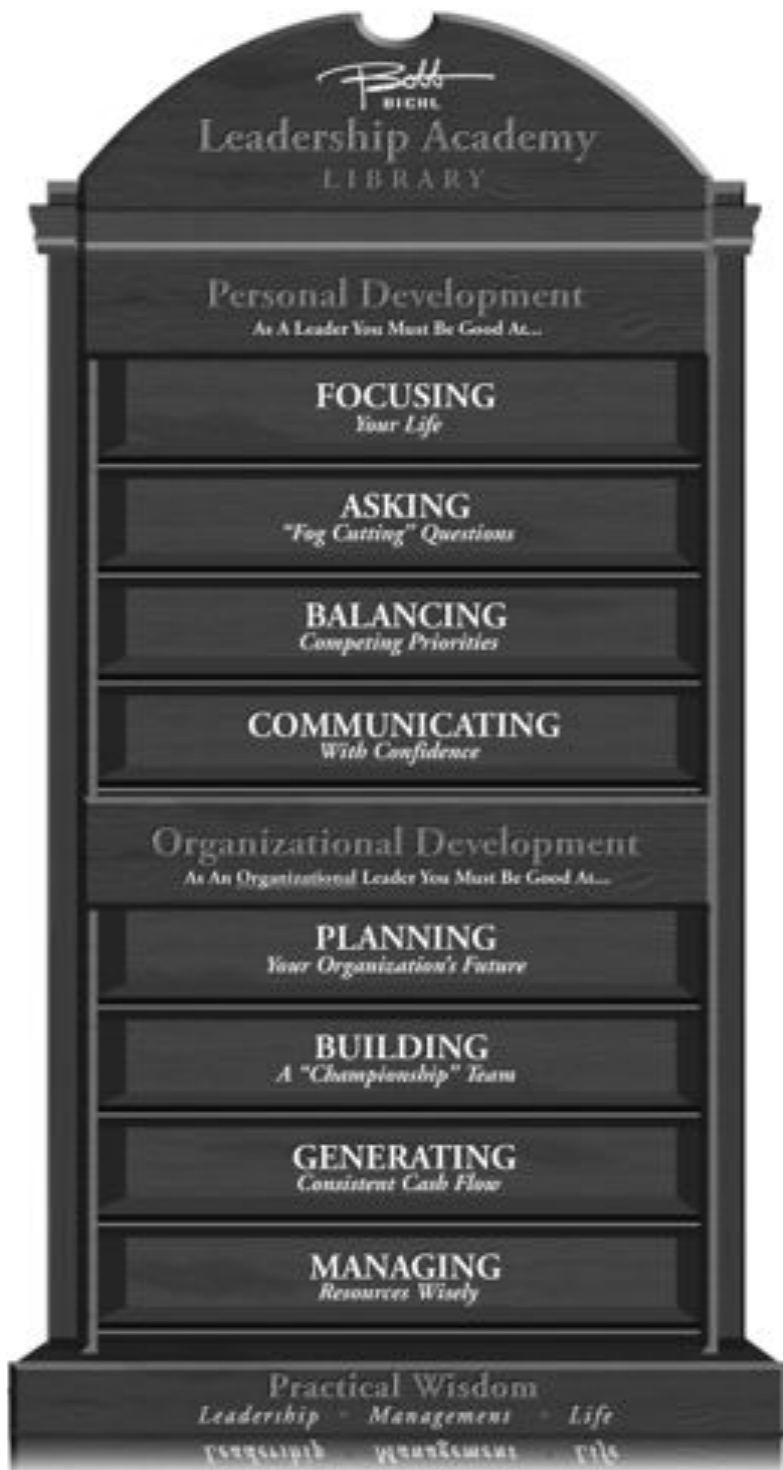 Bobb
BIEHL
Leadership Academy
LIBRARY
Personal Development
As A Leader You Must Be Good At...
FOCUSING
Your Life
ASKING
"Fog Cutting" Questions
BALANCING
Competing Priorities
COMMUNICATING
With Confidence
Organizational Development
As An Organizational Leader You Must Be Good At...
PLANNING
Your Organization's Future
BUILDING
A "Championship" Team
GENERATING
Consistent Cash Flow
MANAGING
Resources Wisely
Practical Wisdom
Leadership · Management · Life